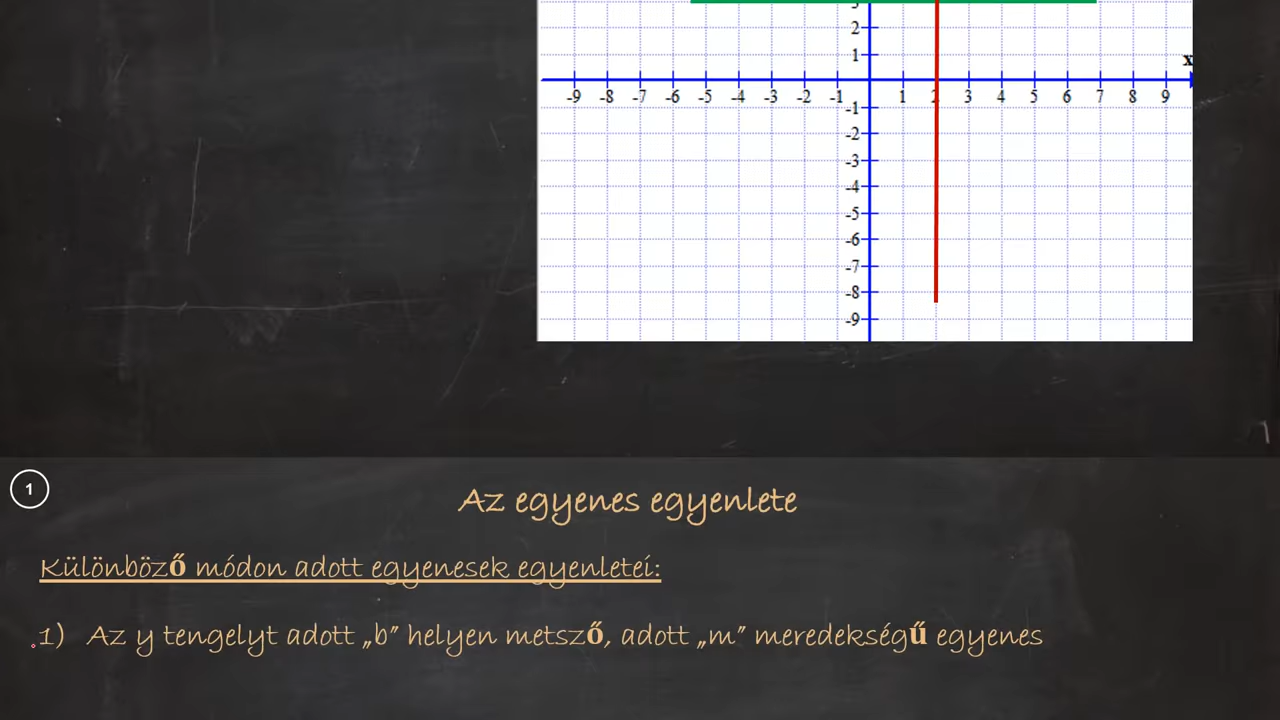 3
2
1
x
-9 -8 -7 -6 -5 -4 -3 -2 -1 1 2 3 4 5 6 7 8 9
-1
-2
-3
-4
-5
-6
-7
-8
-9
1
Az egyenes egyenlete
Különböző módon adott egyenesek egyenletei:
1) Az y tengelyt adott „b” helyen metsző, adott „m” meredekségű egyenes